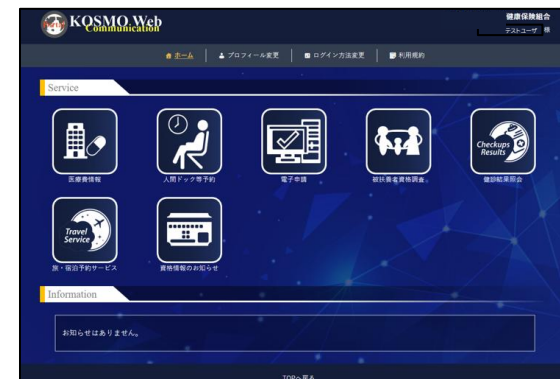 KOSMO Web
Communication
健康保険組合
テストユーザ 様
ホーム
プロフィール変更
ログイン方法変更
利用規約
Service
医療費情報
人間ドック等予約
電子申請
被扶養者資格調査。
Checkups
Results
健診結果照会
Travel
Service
旅・宿泊予約サービス
資格情報のお知らせ
Information
お知らせはありません。
TOPへ戻る